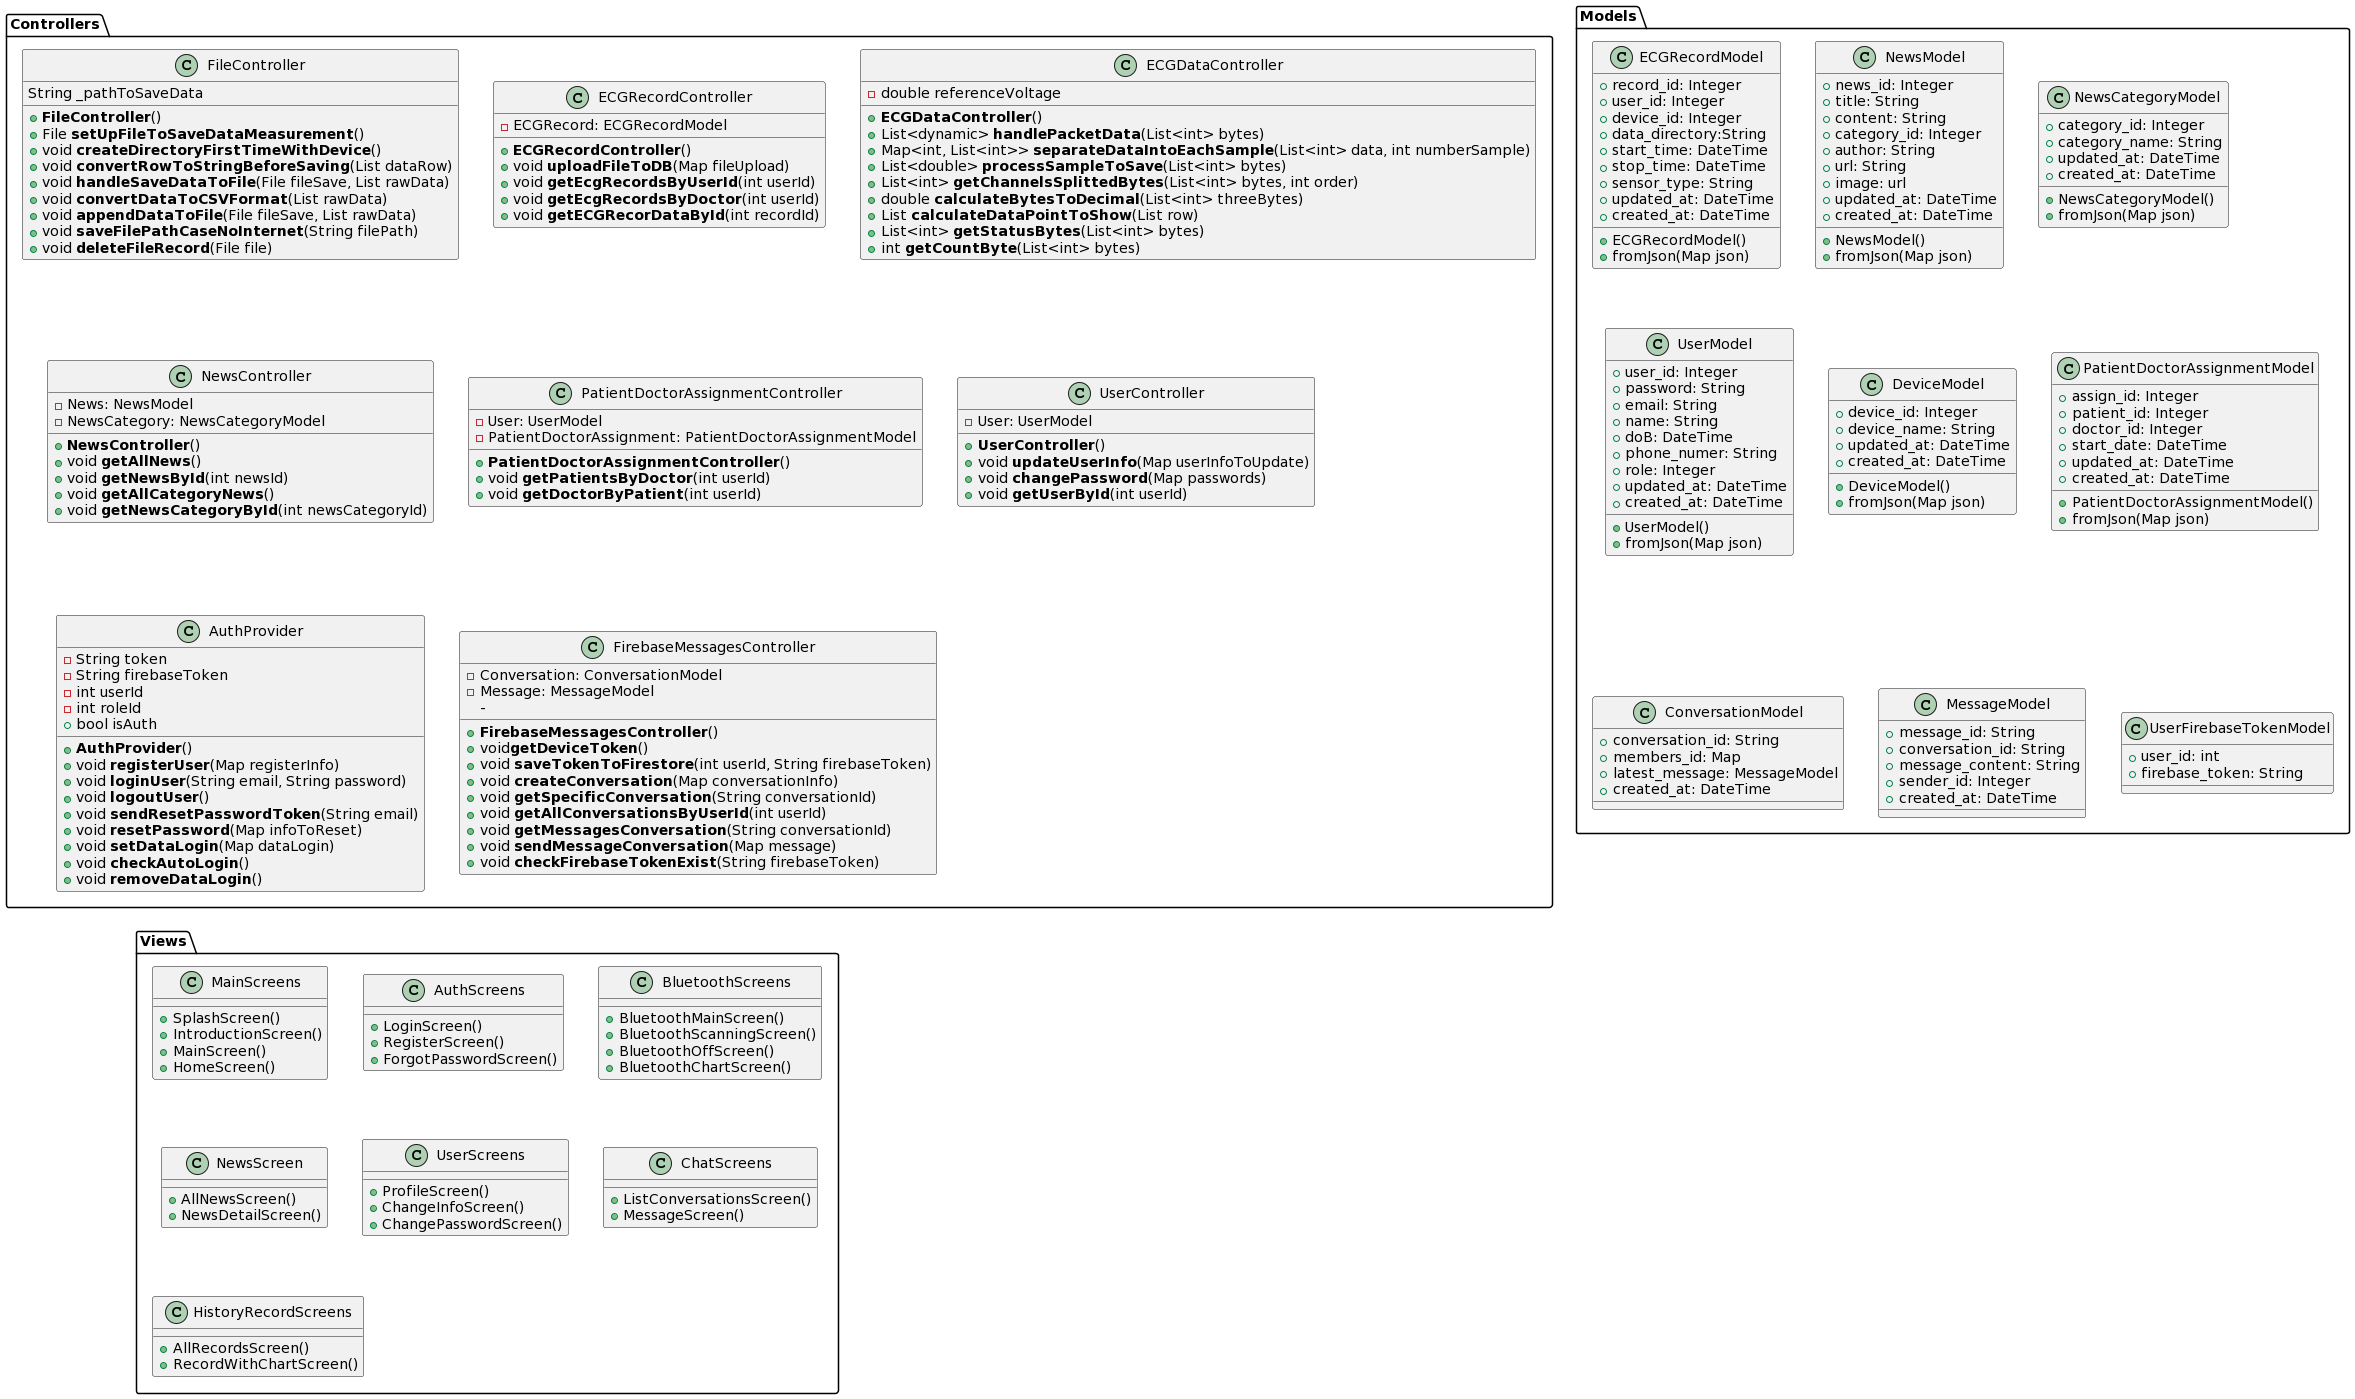 Controllers
FileController
String _pathToSaveData
FileController()
File setUpFileToSaveDataMeasurement()
void createDirectoryFirstTimeWithDevice()
void convertRowToStringBeforeSaving(List dataRow)
void handleSaveDataToFile(File fileSave, List rawData)
void convertDataToCSVFormat(List rawData)
void appendDataToFile(File fileSave, List rawData)
void saveFilePathCaseNoInternet(String filePath)
void deleteFileRecord(File file)
ECGRecordController
ECGRecord: ECGRecordModel
ECGRecordController()
void uploadFileToDB(Map fileUpload)
void getEcgRecordsByUserId(int userId)
void getEcgRecordsByDoctor(int userId)
void getECGRecorDataById(int recordId)
ECGDataController
double referenceVoltage
ECGDataController()
List<dynamic> handlePacketData(List<int> bytes)
Map<int, List<int>> separateDataIntoEachSample(List<int> data, int numberSample)
List<double> processSampleToSave(List<int> bytes)
List<int> getChannelsSplittedBytes(List<int> bytes, int order)
double calculateBytesToDecimal(List<int> threeBytes)
List calculateDataPointToShow(List row)
List<int> getStatusBytes(List<int> bytes)
int getCountByte(List<int> bytes)
NewsController
News: NewsModel
NewsCategory: NewsCategoryModel
NewsController()
void getAllNews()
void getNewsById(int newsId)
void getAllCategoryNews()
void getNewsCategoryById(int newsCategoryId)
PatientDoctorAssignmentController
User: UserModel
PatientDoctorAssignment: PatientDoctorAssignmentModel
PatientDoctorAssignmentController()
void getPatientsByDoctor(int userId)
void getDoctorByPatient(int userId)
UserController
User: UserModel
UserController()
void updateUserInfo(Map userInfoToUpdate)
void changePassword(Map passwords)
void getUserById(int userId)
AuthProvider
String token
String firebaseToken
int userId
int roleId
bool isAuth
AuthProvider()
void registerUser(Map registerInfo)
void loginUser(String email, String password)
void logoutUser()
void sendResetPasswordToken(String email)
void resetPassword(Map infoToReset)
void setDataLogin(Map dataLogin)
void checkAutoLogin()
void removeDataLogin()
FirebaseMessagesController
Conversation: ConversationModel
Message: MessageModel
-
FirebaseMessagesController()
voidgetDeviceToken()
void saveTokenToFirestore(int userId, String firebaseToken)
void createConversation(Map conversationInfo)
void getSpecificConversation(String conversationId)
void getAllConversationsByUserId(int userId)
void getMessagesConversation(String conversationId)
void sendMessageConversation(Map message)
void checkFirebaseTokenExist(String firebaseToken)
Models
ECGRecordModel
record_id: Integer
user_id: Integer
device_id: Integer
data_directory:String
start_time: DateTime
stop_time: DateTime
sensor_type: String
updated_at: DateTime
created_at: DateTime
ECGRecordModel()
fromJson(Map json)
NewsModel
news_id: Integer
title: String
content: String
category_id: Integer
author: String
url: String
image: url
updated_at: DateTime
created_at: DateTime
NewsModel()
fromJson(Map json)
NewsCategoryModel
category_id: Integer
category_name: String
updated_at: DateTime
created_at: DateTime
NewsCategoryModel()
fromJson(Map json)
UserModel
user_id: Integer
password: String
email: String
name: String
doB: DateTime
phone_numer: String
role: Integer
updated_at: DateTime
created_at: DateTime
UserModel()
fromJson(Map json)
DeviceModel
device_id: Integer
device_name: String
updated_at: DateTime
created_at: DateTime
DeviceModel()
fromJson(Map json)
PatientDoctorAssignmentModel
assign_id: Integer
patient_id: Integer
doctor_id: Integer
start_date: DateTime
updated_at: DateTime
created_at: DateTime
PatientDoctorAssignmentModel()
fromJson(Map json)
ConversationModel
conversation_id: String
members_id: Map
latest_message: MessageModel
created_at: DateTime
MessageModel
message_id: String
conversation_id: String
message_content: String
sender_id: Integer
created_at: DateTime
UserFirebaseTokenModel
user_id: int
firebase_token: String
Views
MainScreens
SplashScreen()
IntroductionScreen()
MainScreen()
HomeScreen()
AuthScreens
LoginScreen()
RegisterScreen()
ForgotPasswordScreen()
BluetoothScreens
BluetoothMainScreen()
BluetoothScanningScreen()
BluetoothOffScreen()
BluetoothChartScreen()
NewsScreen
AllNewsScreen()
NewsDetailScreen()
UserScreens
ProfileScreen()
ChangeInfoScreen()
ChangePasswordScreen()
ChatScreens
ListConversationsScreen()
MessageScreen()
HistoryRecordScreens
AllRecordsScreen()
RecordWithChartScreen()